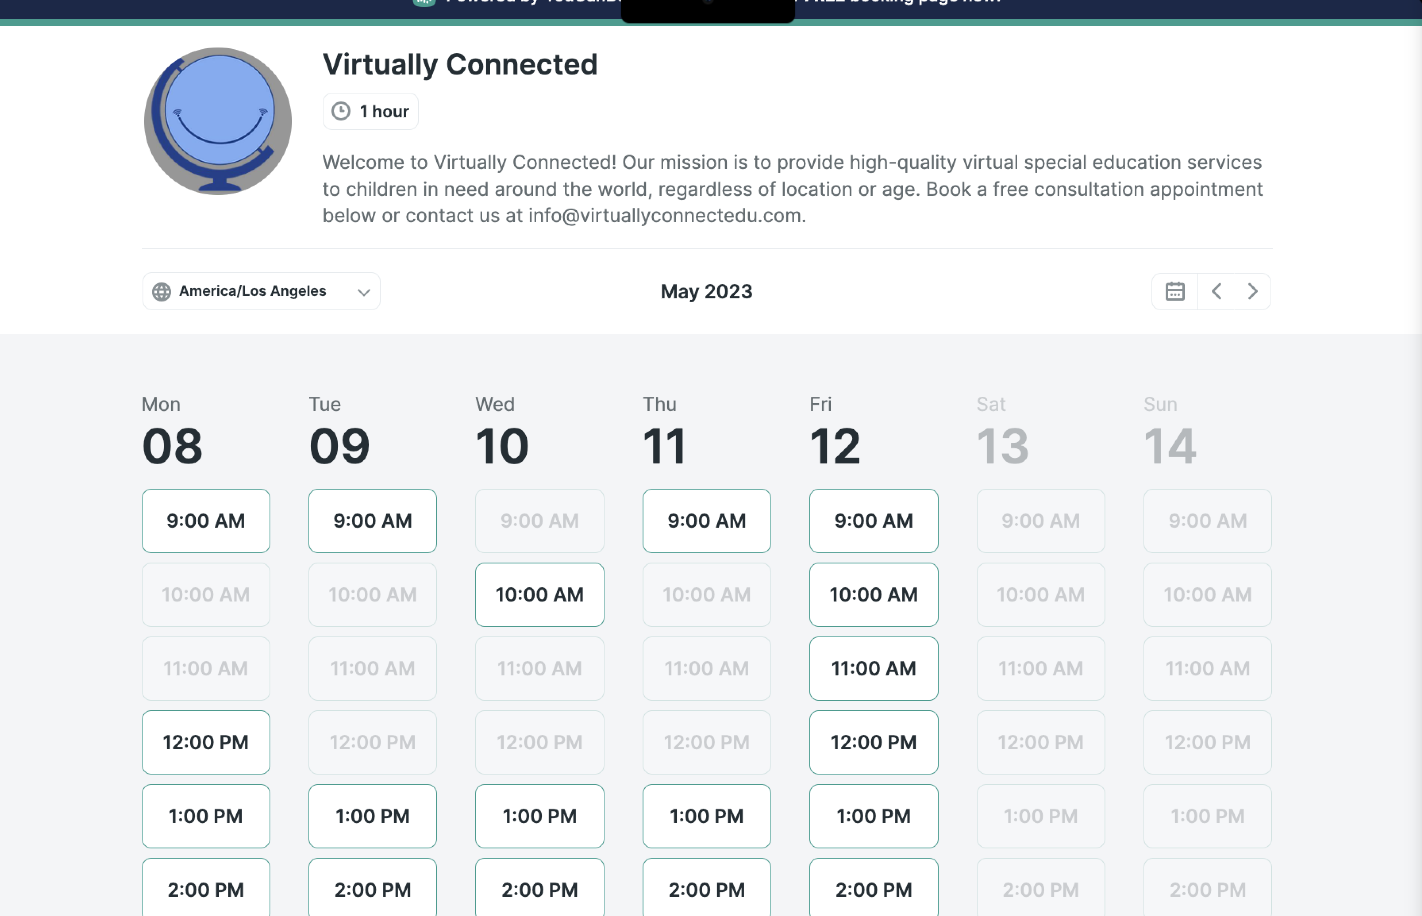 Virtually Connected
1 hour
Welcome to Virtually Connected! Our mission is to provide high-quality virtual special education services
to children in need around the world, regardless of location or age. Book a free consultation appointment
below or contact us at info@virtuallyconnectedu.com.
America/Los Angeles
May 2023
Mon Tue Wed Thu Fri Sat Sun
08 09 10 11 12 13 14
9:00 AM 9:00 AM 9:00 AM 9:00 AM 9:00 AM 9:00 AM 9:00 AM
10:00 AM 10:00 AM 10:00 AM 10:00 AM 10:00 AM 10:00 AM 10:00 AM
11:00 AM 11:00 AM 11:00 AM 11:00 AM 11:00 AM 11:00 AM 11:00 AM
12:00 PM 12:00 PM 12:00 PM 12:00 PM 12:00 PM 12:00 PM 12:00 PM
1:00 PM 1:00 PM 1:00 PM 1:00 PM 1:00 PM 1:00 PM 1:00 PM
2:00 PM 2:00 PM 2:00 PM 2:00 PM 2:00 PM 2:00 PM 2:00 PM